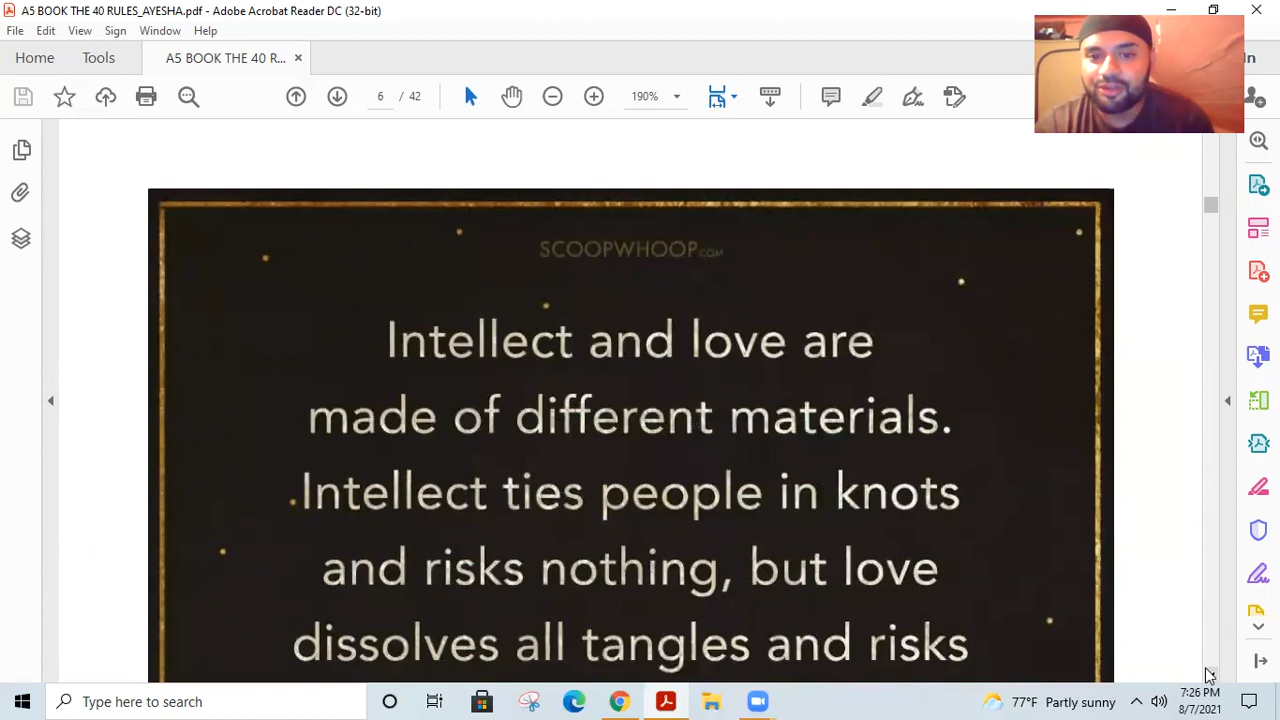 A5 BOOK THE 40 RULES_AYESHA.pdf - Adobe Acrobat Reader DC (32-bit)
File Edit View Sign Window Help
Home Tools A5 BOOK THE 40 R... In
6 / 42 190%
SCOOPWHOOP.COM
Intellect and love are
made of different materials.
Intellect ties people in knots
and risks nothing, but love
dissolves all tangles and risks
Type here to search 77°F Partly sunny 7:26 PM
8/7/2021